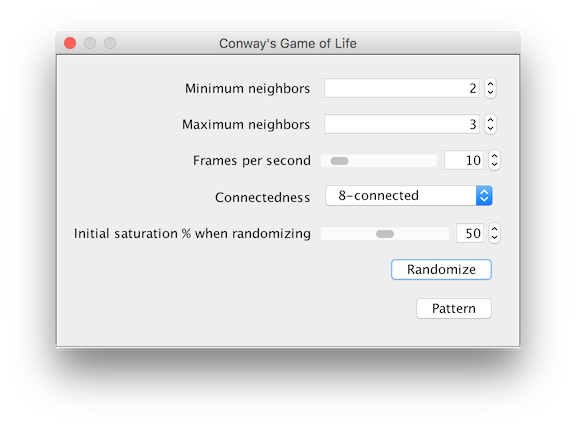 Conway's Game of Life
Minimum neighbors 2
Maximum neighbors 3
Frames per second 10
Connectedness 8-connected
Initial saturation % when randomizing 50
Randomize
Pattern